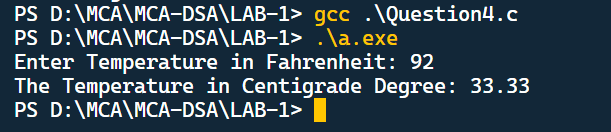 PS D:\MCA\MCA-DSA\LAB-1> gcc .\Question4.c
PS D:\MCA\MCA-DSA\LAB-1> .\a.exe
Enter Temperature in Fahrenheit: 92
The Temperature in Centigrade Degree: 33.33
PS D:\MCA\MCA-DSA\LAB-1>